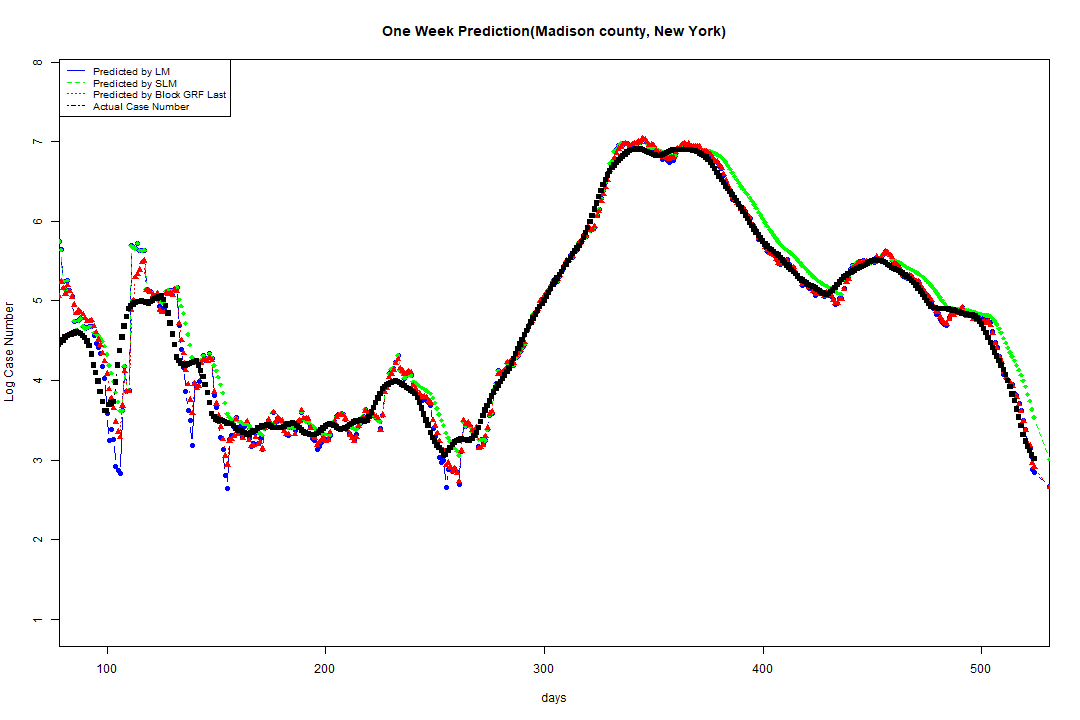 One Week Prediction(Madison county, New York)
8
Predicted by LM
Predicted by SLM
Predicted by Block GRF Last
Actual Case Number
7
6
5
4
3
2
1
Log Case Number
100 200 300 400 500
days